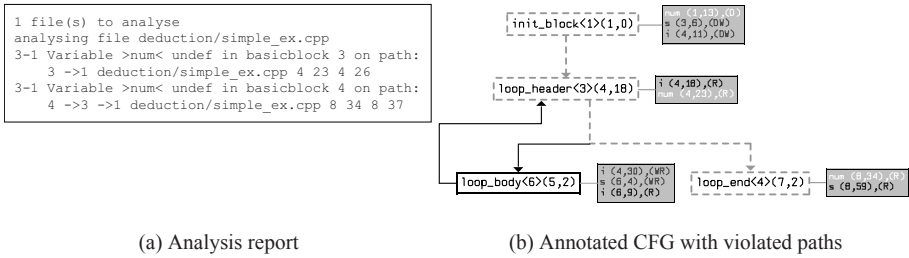 1 file(s) to analyse
analysing file deduction/simple_ex.cpp
3-1 Variable >num< undef in basicblock 3 on path:
3 ->1 deduction/simple_ex.cpp 4 23 4 26
3-1 Variable >num< undef in basicblock 4 on path:
4 ->3 ->1 deduction/simple_ex.cpp 8 34 8 37
init_block<1>(1,0)
num (1,13),(D)
s (3,6),(DW)
i (4,11),(DW)
loop_header<3>(4,18)
i (4,18),(R)
num (4,23),(R)
loop_body<6>(5,2)
i (4,30),(WR)
s (6,4),(WR)
i (6,9),(R)
loop_end<4>(7,2)
num (8,34),(R)
s (8,59),(R)
(a) Analysis report
(b) Annotated CFG with violated paths